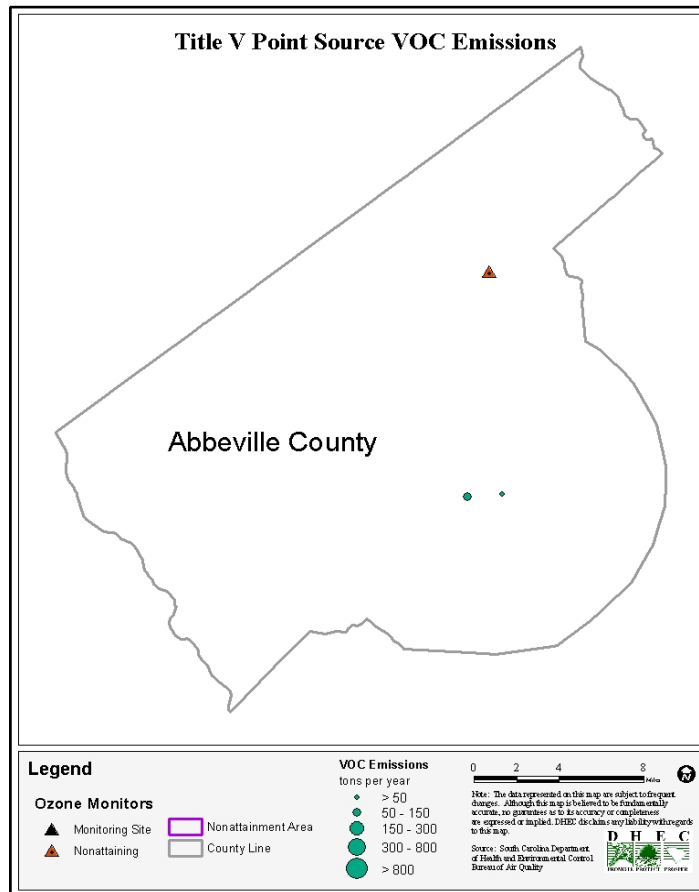 Title V Point Source VOC Emissions
Abbeville County
Legend
Ozone Monitors
Monitoring Site
Nonattaining
Nonattainment Area
County Line
VOC Emissions
tons per year
> 50
50 - 150
150 - 300
300 - 800
> 800
0 2 4 8
Miles
N
Note: The data represented on this map are subject to frequent
changes. Although this map is believed to be fundamentally
accurate, no guarantees as to its accuracy or completeness
are expressed or implied. DHEC disclaims any liability with regards
to this map.
Source: South Carolina Department
of Health and Environmental Control
Bureau of Air Quality
D H E C
PROMOTE PROTECT PROSPER